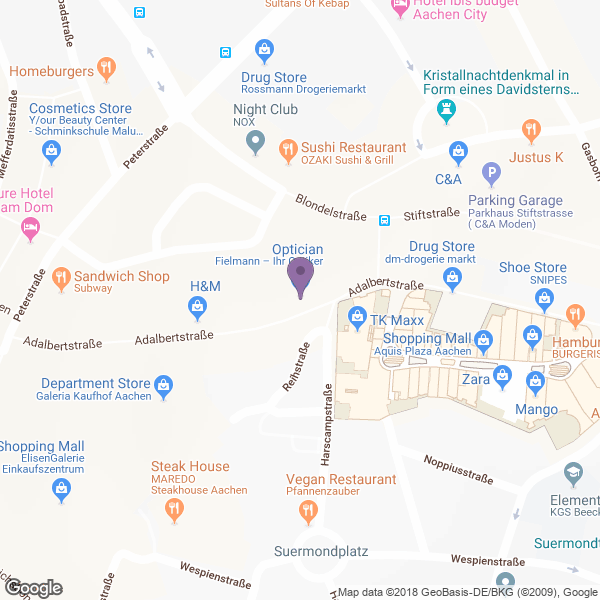 Sultans Of Kebap
Hotel ibis budget
Aachen City
Homeburgers
Drug Store
Rossmann Drogeriemarkt
Kristallnachtdenkmal in
Form eines Davidsterns...
Mefferdatisstraße
Cosmetics Store
Y/our Beauty Center
- Schminkschule Malu...
Peterstraße
Night Club
NOX
Sushi Restaurant
OZAKI Sushi & Grill
Justus K
C&A
Gasborn
ure Hotel
am Dom
Blondelstraße
Stiftstraße
Parking Garage
Parkhaus Stiftstrasse
( C&A Moden)
Optician
Fielmann – Ihr
Drug Store
dm-drogerie markt
Shoe Store
SNIPES
Sandwich Shop
Subway
H&M
Adalbertstraße
Peterstraße
TK Maxx
Shopping Mall
Aquis Plaza Aachen
Hambur
BURGERIS
Adalbertstraße
Adalbertstraße
Reihstraße
Zara
Mango
Department Store
Galeria Kaufhof Aachen
Harscampstraße
Shopping Mall
ElisenGalerie
Einkaufszentrum
Steak House
MAREDO
Steakhouse Aachen
Vegan Restaurant
Pfannenzauber
Noppiusstraße
Element
KGS Beeck
Suermondtplatz
Suermondt
Wespienstraße
Wespienstraße
Google
Map data ©2018 GeoBasis-DE/BKG (©2009), Google